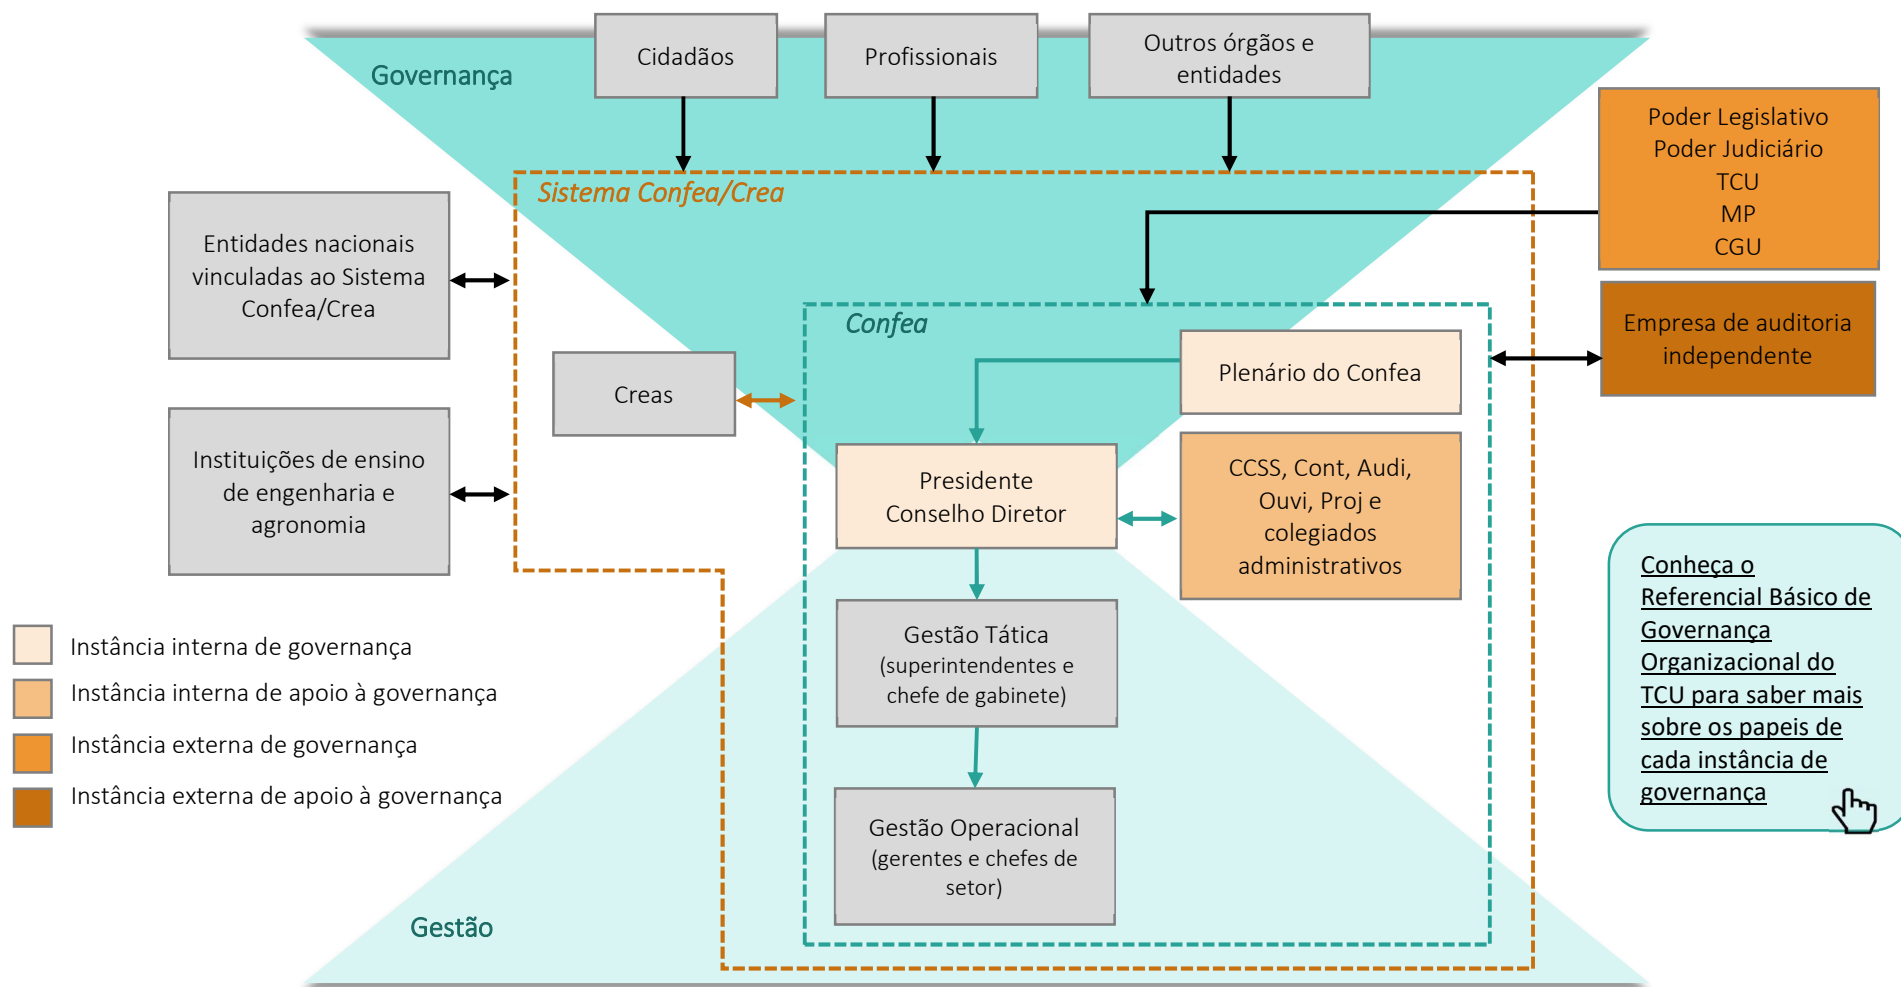 Governança
Cidadãos
Profissionais
Outros órgãos e
entidades
Poder Legislativo
Poder Judiciário
TCU
MP
CGU
Sistema Confea/Crea
Entidades nacionais
vinculadas ao Sistema
Confea/Crea
Confea
Empresa de auditoria
independente
Plenário do Confea
Creas
Instituições de ensino
de engenharia e
agronomia
Presidente
Conselho Diretor
CCSS, Cont, Audi,
Ouvi, Proj e
colegiados
administrativos
Conheça o
Referencial Básico de
Governança
Organizacional do
TCU para saber mais
sobre os papeis de
cada instância de
governança
Gestão Tática
(superintendentes e
chefe de gabinete)
Instância interna de governança
Instância interna de apoio à governança
Instância externa de governança
Instância externa de apoio à governança
Gestão Operacional
(gerentes e chefes de
setor)
Gestão